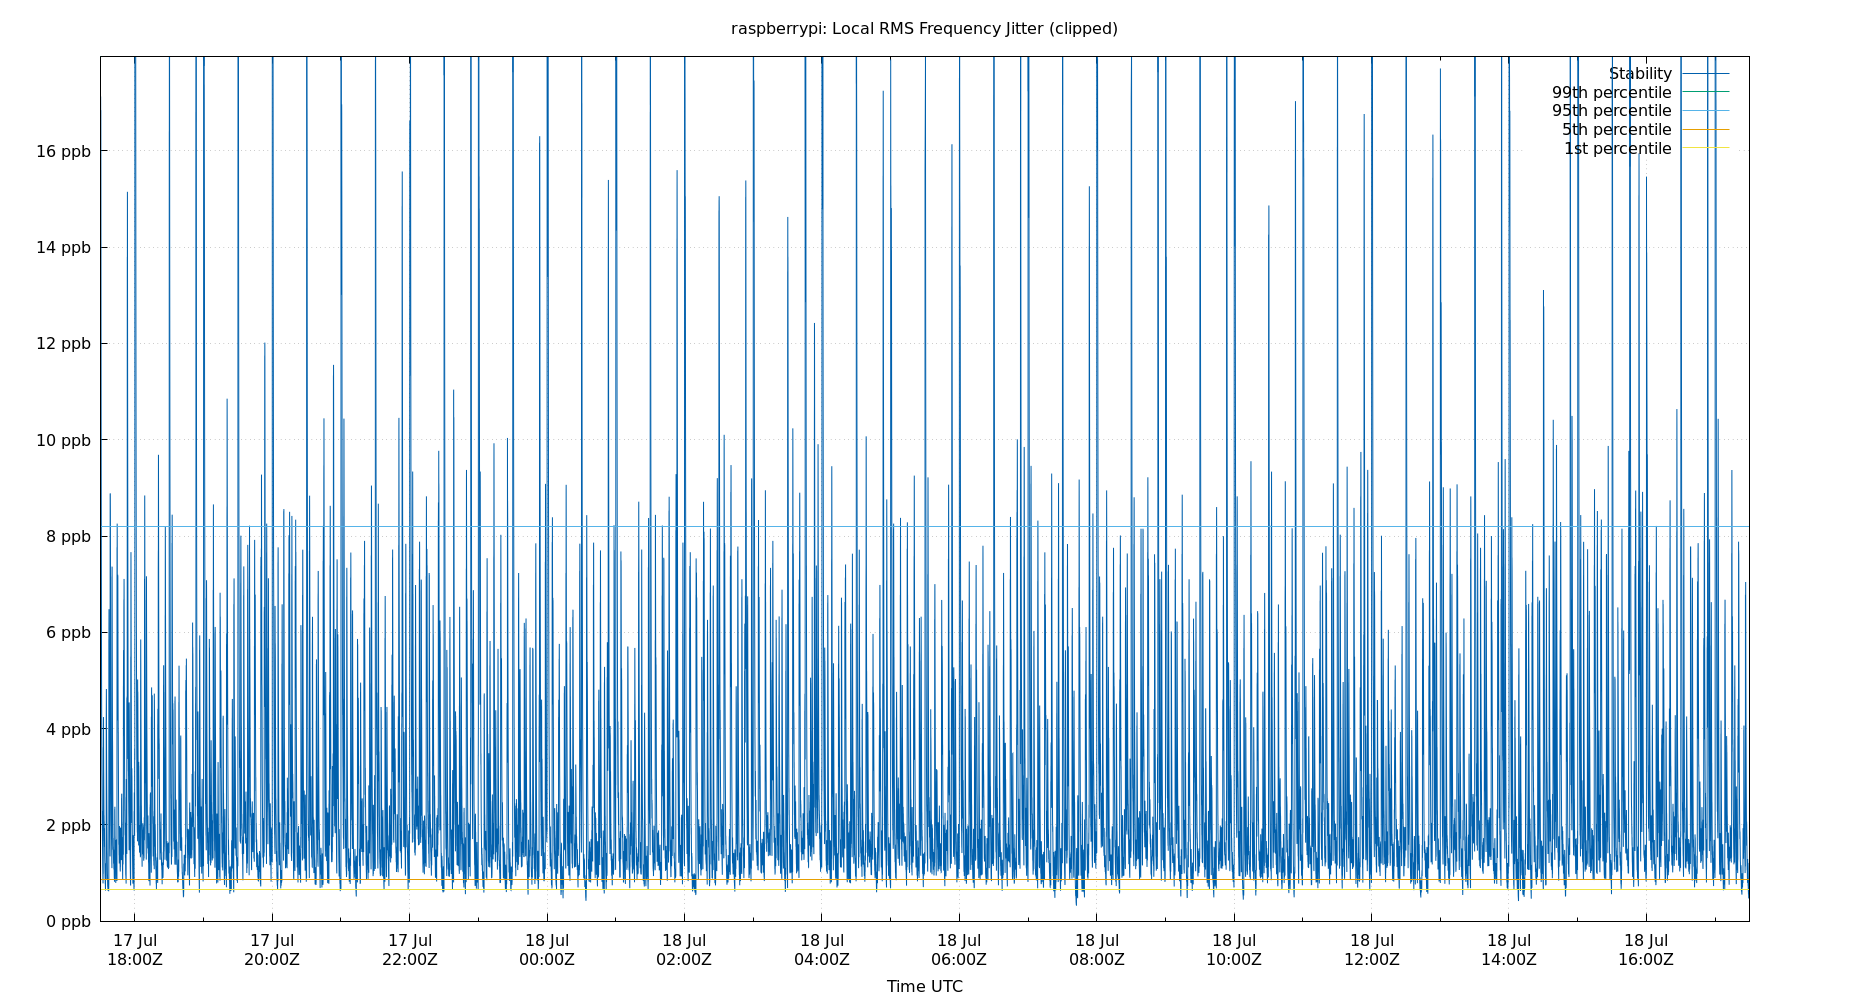 raspberrypi: Local RMS Frequency Jitter (clipped)
Stability
99th percentile
95th percentile
5th percentile
1st percentile
16 ppb
14 ppb
12 ppb
10 ppb
8 ppb
6 ppb
4 ppb
2 ppb
0 ppb
17 Jul 17 Jul 17 Jul 18 Jul 18 Jul 18 Jul 18 Jul 18 Jul 18 Jul 18 Jul 18 Jul 18 Jul
18:00Z 20:00Z 22:00Z 00:00Z 02:00Z 04:00Z 06:00Z 08:00Z 10:00Z 12:00Z 14:00Z 16:00Z
Time UTC